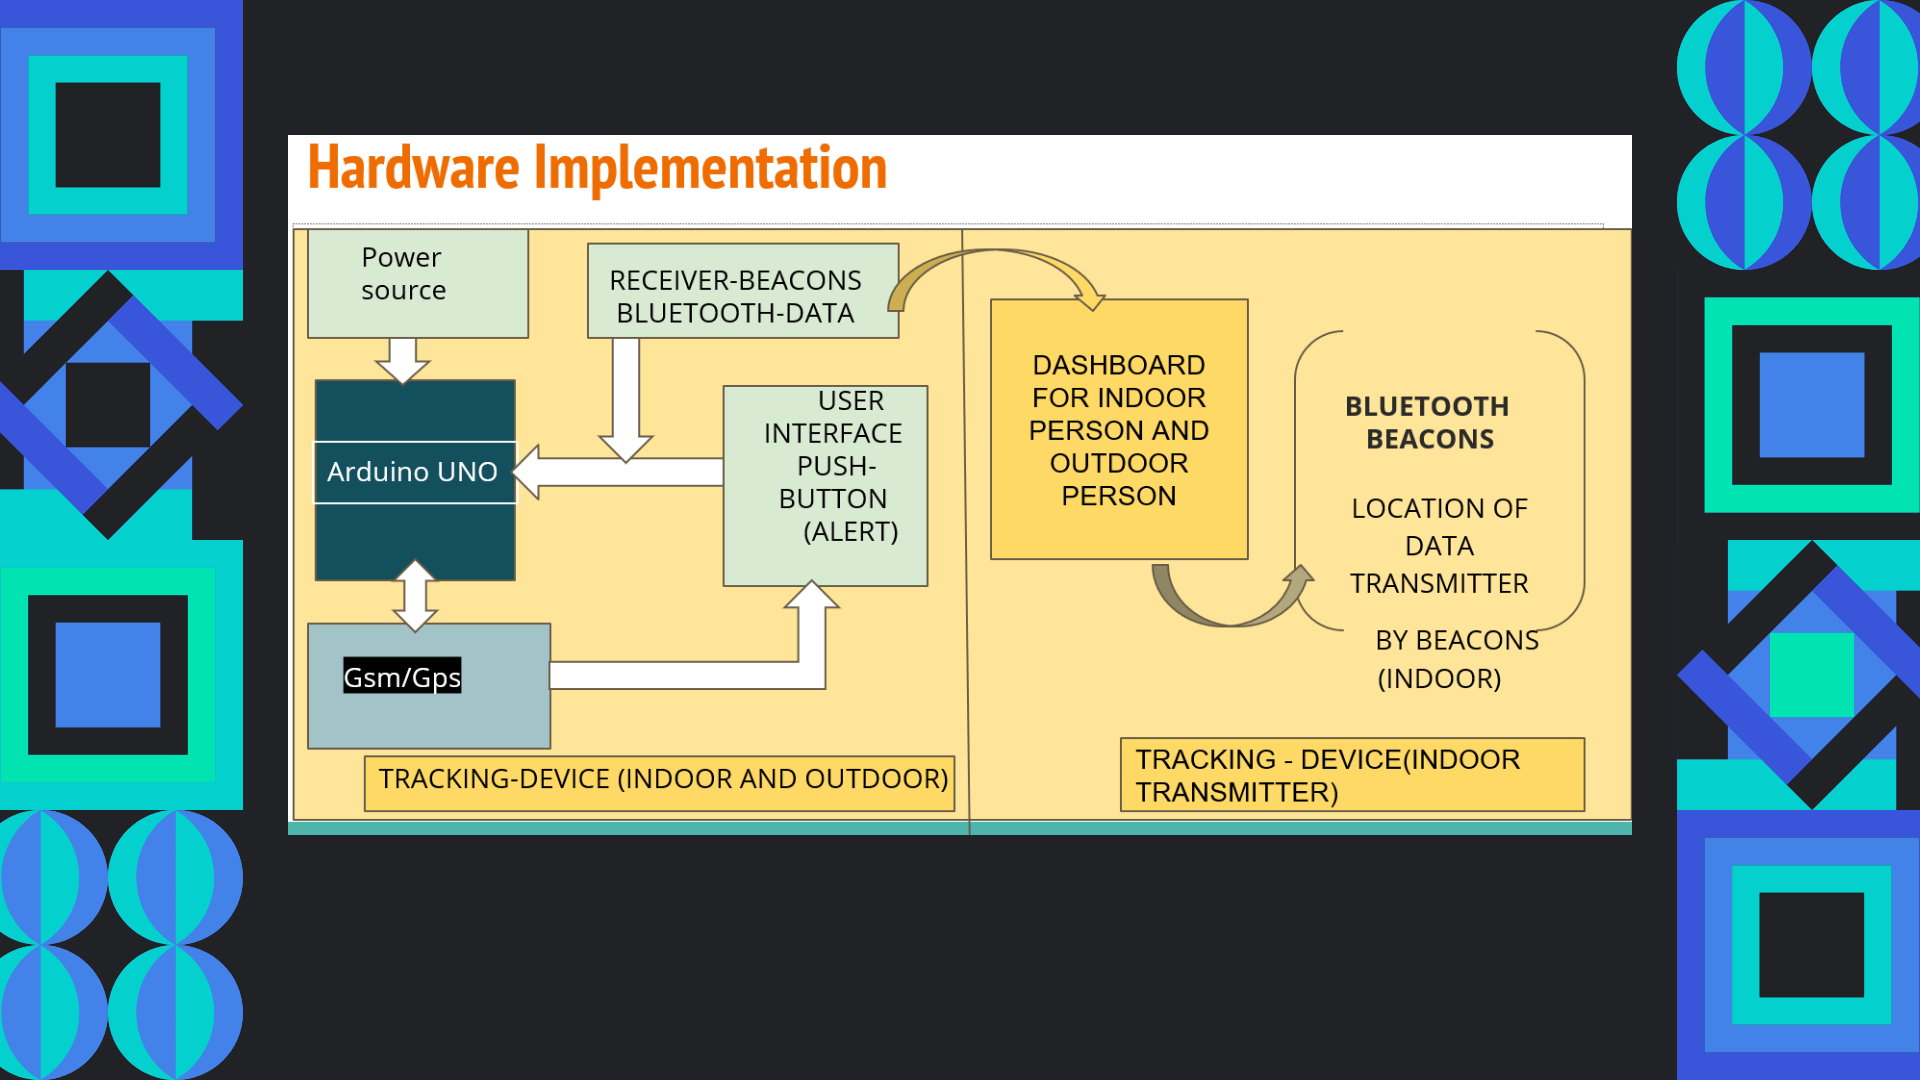 Hardware Implementation
Power
source
RECEIVER-BEACONS
BLUETOOTH-DATA
Arduino UNO
USER
INTERFACE
PUSH-
BUTTON
(ALERT)
Gsm/Gps
TRACKING-DEVICE (INDOOR AND OUTDOOR)
DASHBOARD
FOR INDOOR
PERSON AND
OUTDOOR
PERSON
BLUETOOTH
BEACONS
LOCATION OF
DATA
TRANSMITTER
BY BEACONS
(INDOOR)
TRACKING - DEVICE(INDOOR
TRANSMITTER)